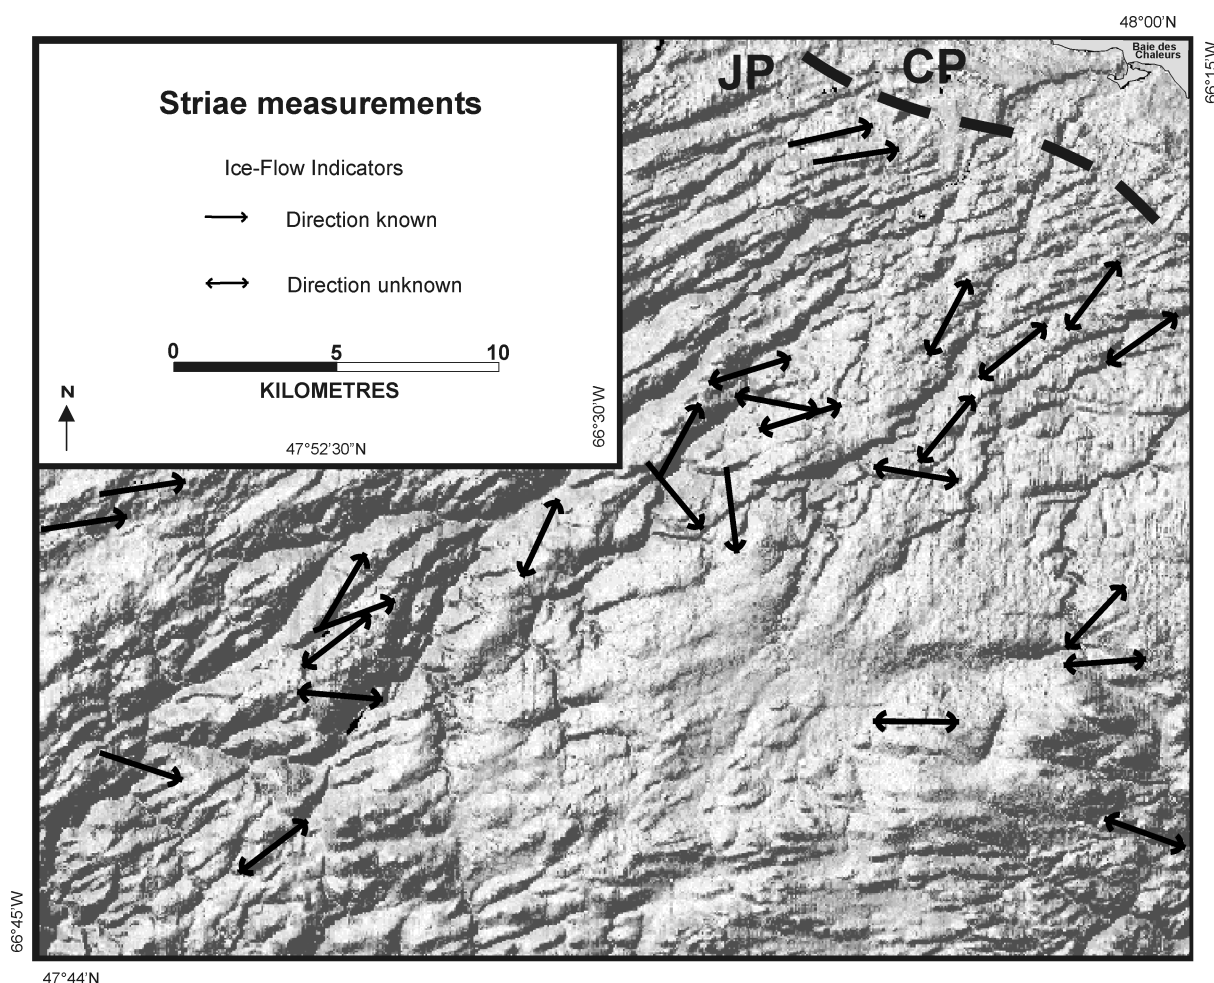 48°00’N
JP
CP
Baie des
Chaleurs
66°15’W
Striae measurements
Ice-Flow Indicators
Direction known
Direction unknown
0 5 10
KILOMETRES
N
66°30’W
47°52’30”N
66°45’W
47°44’N